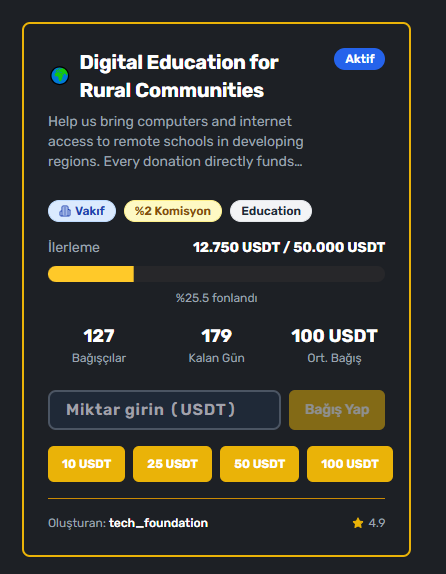 Digital Education for
Rural Communities
Aktif
Help us bring computers and internet
access to remote schools in developing
regions. Every donation directly funds...
Vakıf
%2 Komisyon
Education
İlerleme
12.750 USDT / 50.000 USDT
%25.5 fonlandı
127
179
100 USDT
Bağışçılar
Kalan Gün
Ort. Bağış
Miktar girin (USDT)
Bağış Yap
10 USDT
25 USDT
50 USDT
100 USDT
Oluşturan: tech_foundation
4.9